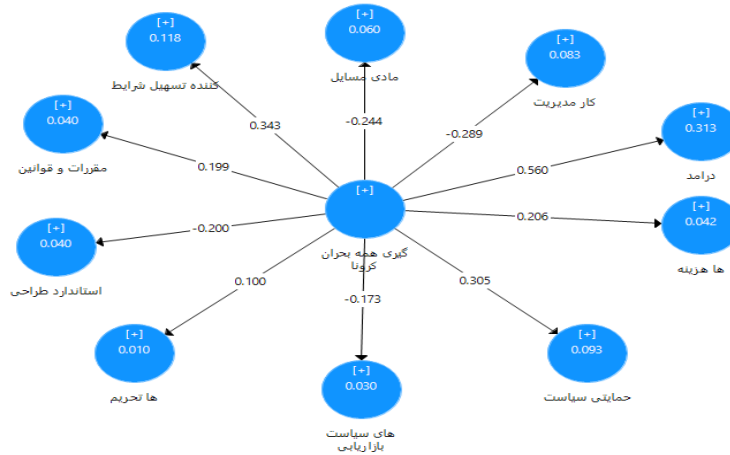 [+]
0.060
مادی مسایل
[+]
0.118
کننده تسهیل شرایط
[+]
0.083
کار مدیریت
[+]
0.040
مقررات و قوانین
[+]
0.313
درامد
-0.244
0.343
-0.289
0.199
0.560
[+]
گیری همه بحران
کرونا
[+]
0.042
ها هزینه
0.206
[+]
0.040
استاندارد طراحی
-0.200
0.100
-0.173
0.305
[+]
0.010
ها تحریم
[+]
0.030
های سیاست
بازاریابی
[+]
0.093
حمایتی سیاست